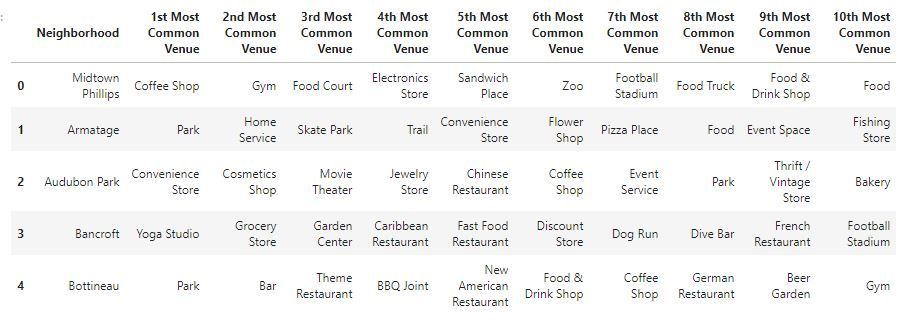 :
Neighborhood 1st Most Common Venue 2nd Most Common Venue 3rd Most Common Venue 4th Most Common Venue 5th Most Common Venue 6th Most Common Venue 7th Most Common Venue 8th Most Common Venue 9th Most Common Venue 10th Most Common Venue
0 Midtown Phillips Coffee Shop Gym Food Court Electronics Store Sandwich Place Zoo Football Stadium Food Truck Food & Drink Shop Food
1 Armatage Park Home Service Skate Park Trail Convenience Store Flower Shop Pizza Place Food Event Space Fishing Store
2 Audubon Park Convenience Store Cosmetics Shop Movie Theater Jewelry Store Chinese Restaurant Coffee Shop Event Service Park Thrift / Vintage Store Bakery
3 Bancroft Yoga Studio Grocery Store Garden Center Caribbean Restaurant Fast Food Restaurant Discount Store Dog Run Dive Bar French Restaurant Football Stadium
4 Bottineau Park Bar Theme Restaurant BBQ Joint New American Restaurant Food & Drink Shop Coffee Shop German Restaurant Beer Garden Gym